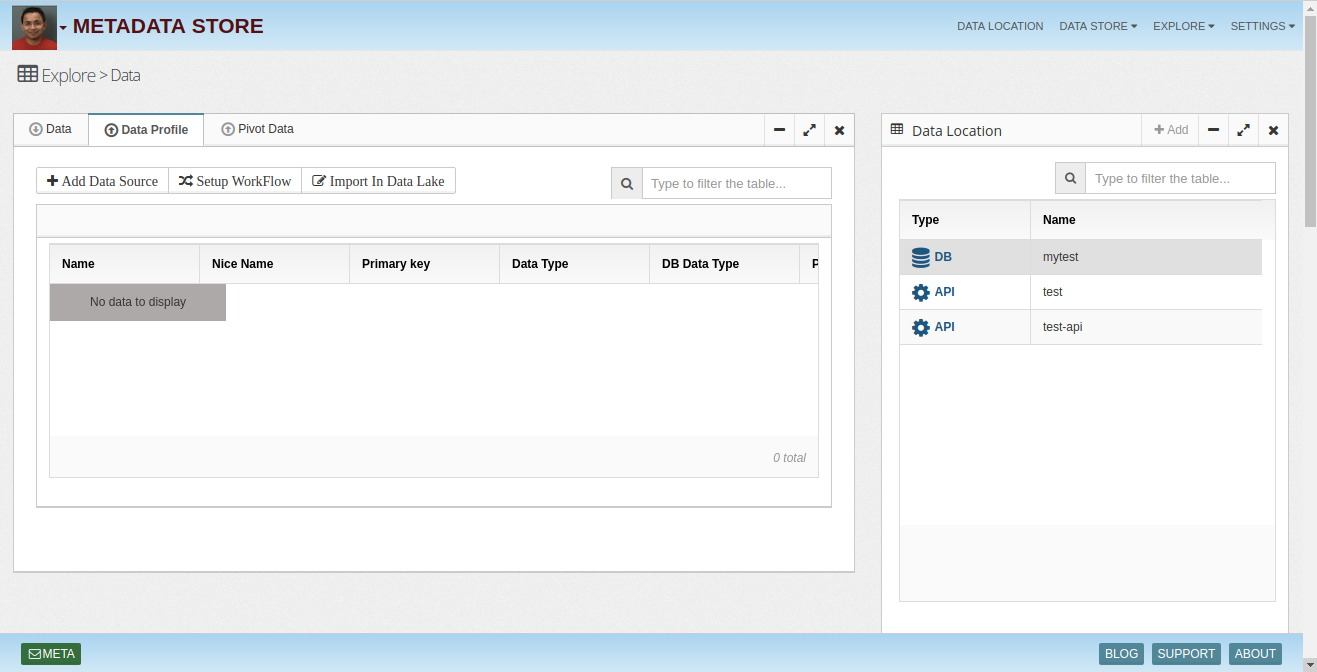 METADATA STORE
DATA LOCATION DATA STORE EXPLORE SETTINGS
Explore > Data
Data Data Profile Pivot Data
Add Data Source Setup WorkFlow Import In Data Lake
Type to filter the table...
Name Nice Name Primary key Data Type DB Data Type
No data to display
0 total
Data Location Add
Type to filter the table...
Type Name
DB mytest
API test
API test-api
META
BLOG SUPPORT ABOUT